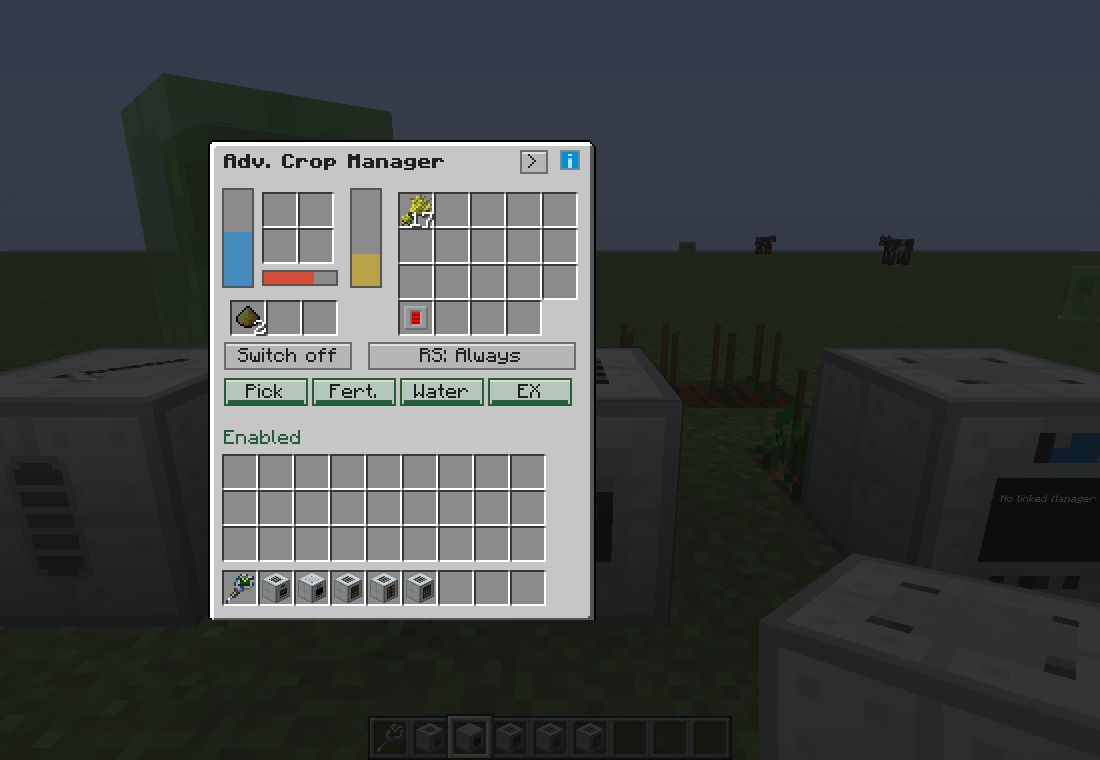 Adv. Crop Manager
>
i
17
2
Switch off
RS: Always
Pick
Fert.
Water
EX
Enabled
No linked Manager